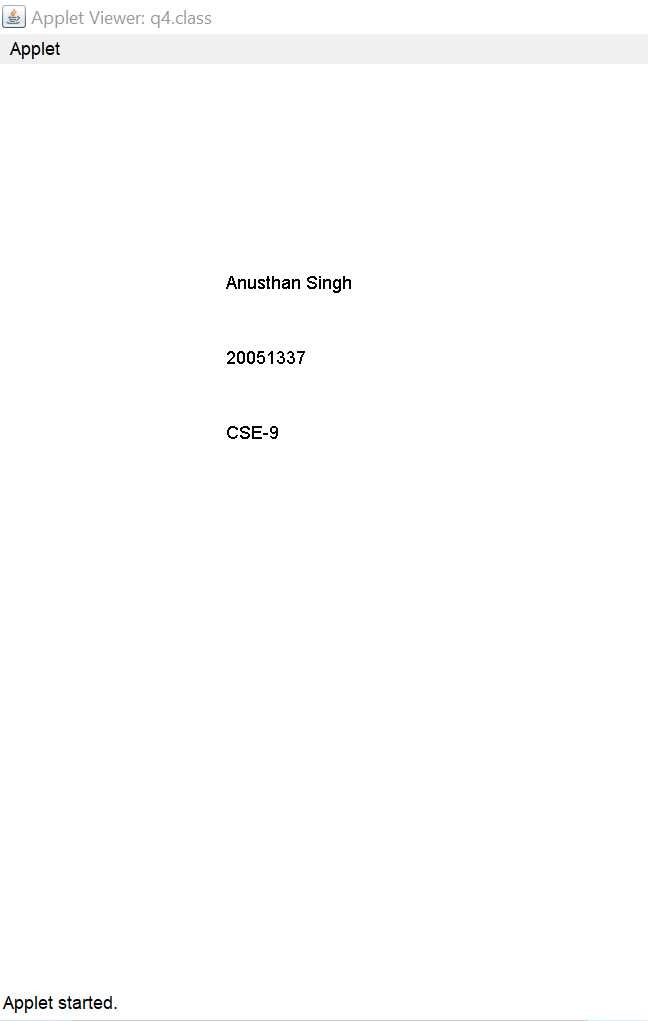 Applet Viewer: q4.class
Applet
Anusthan Singh
20051337
CSE-9
Applet started.